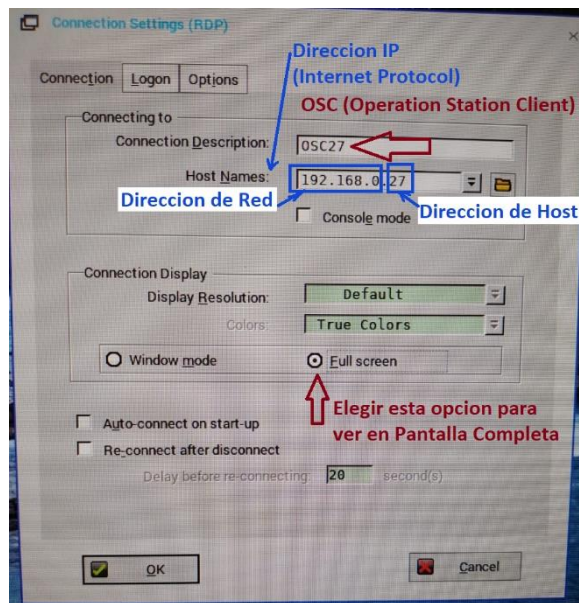 Connection Settings (RDP)
Direccion IP
(Internet Protocol)
Connection Logon Options
OSC (Operation Station Client)
Connecting to
Connection Description: OSC27
Host Names: 192.168.0.27
Direccion de Red
Direccion de Host
Console mode
Connection Display
Display Resolution: Default
Colors: True Colors
Window mode Full screen
Elegir esta opcion para
ver en Pantalla Completa
Auto-connect on start-up
Re-connect after disconnect
Delay before re-connecting: 20 second(s)
OK Cancel